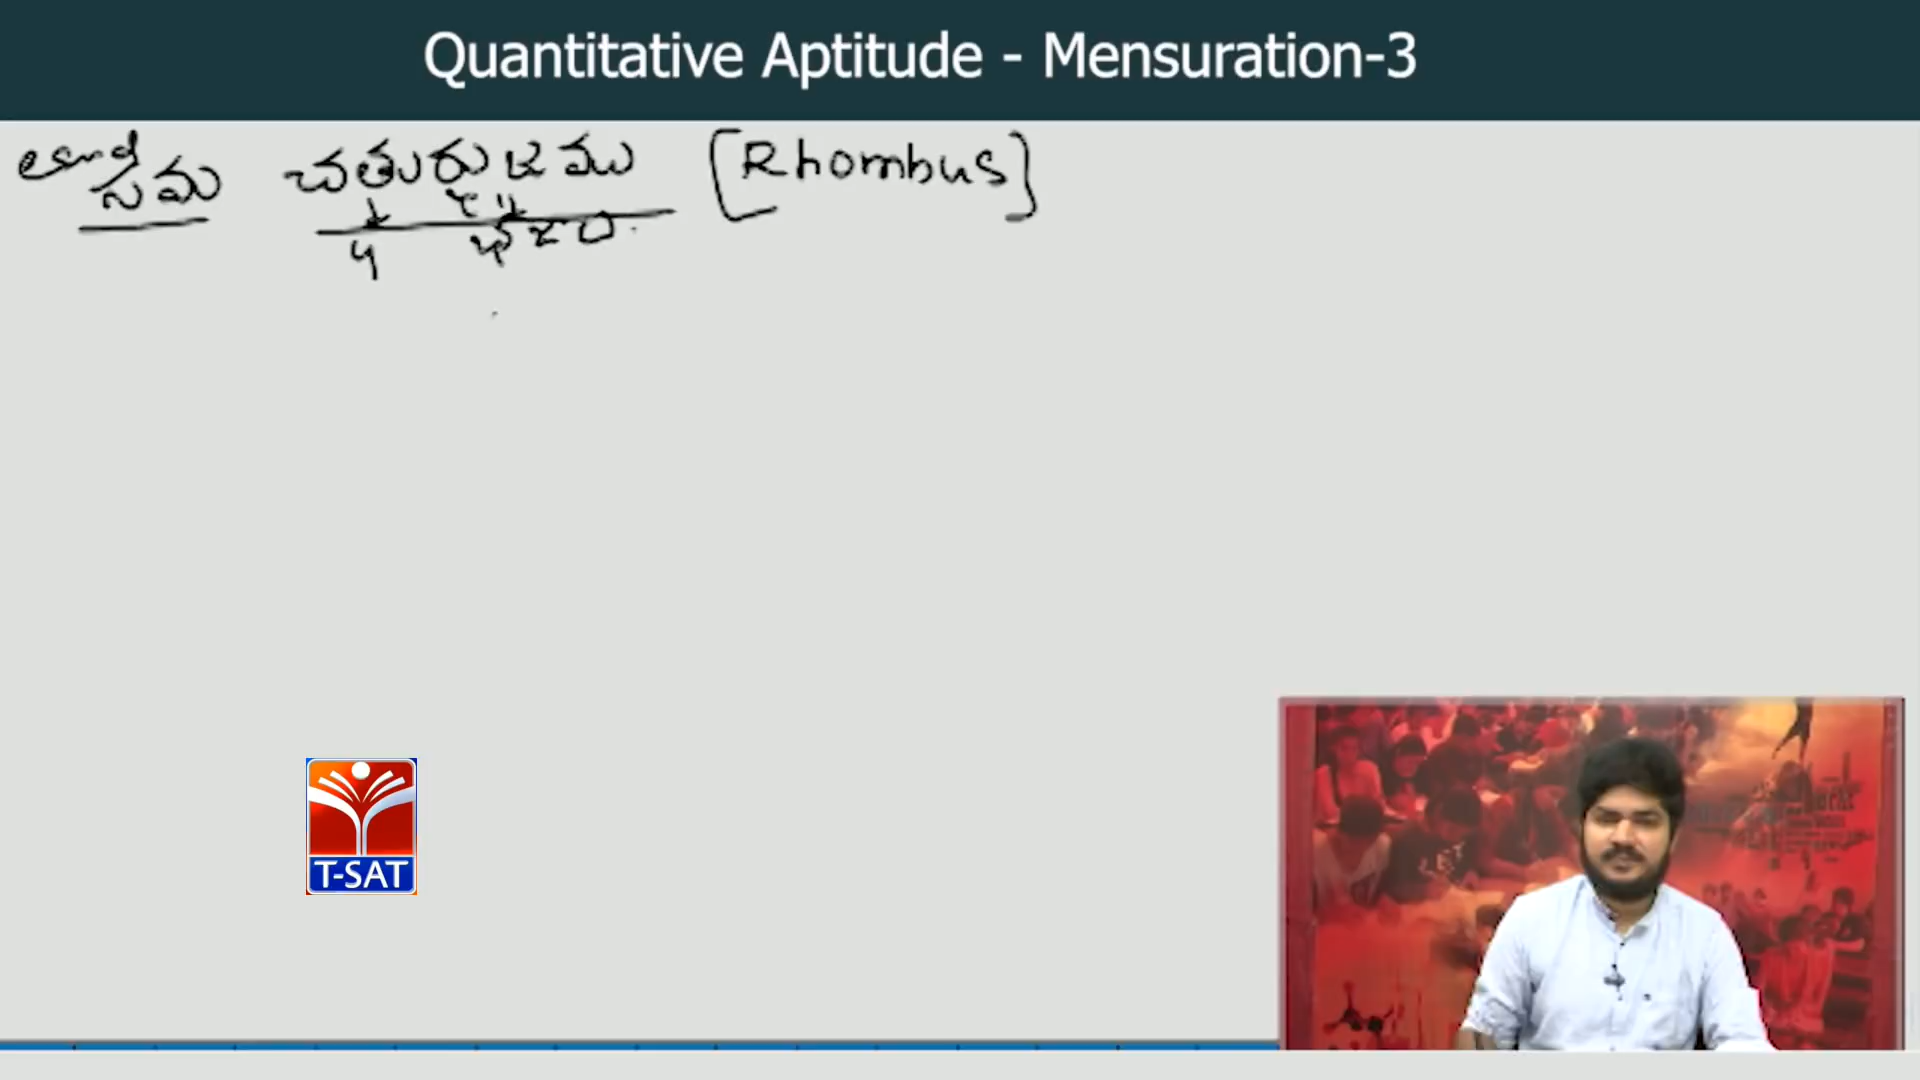 Quantitative Aptitude - Mensuration-3
సమ చతుర్భుజము [Rhombus]
4 భుజం
T-SAT